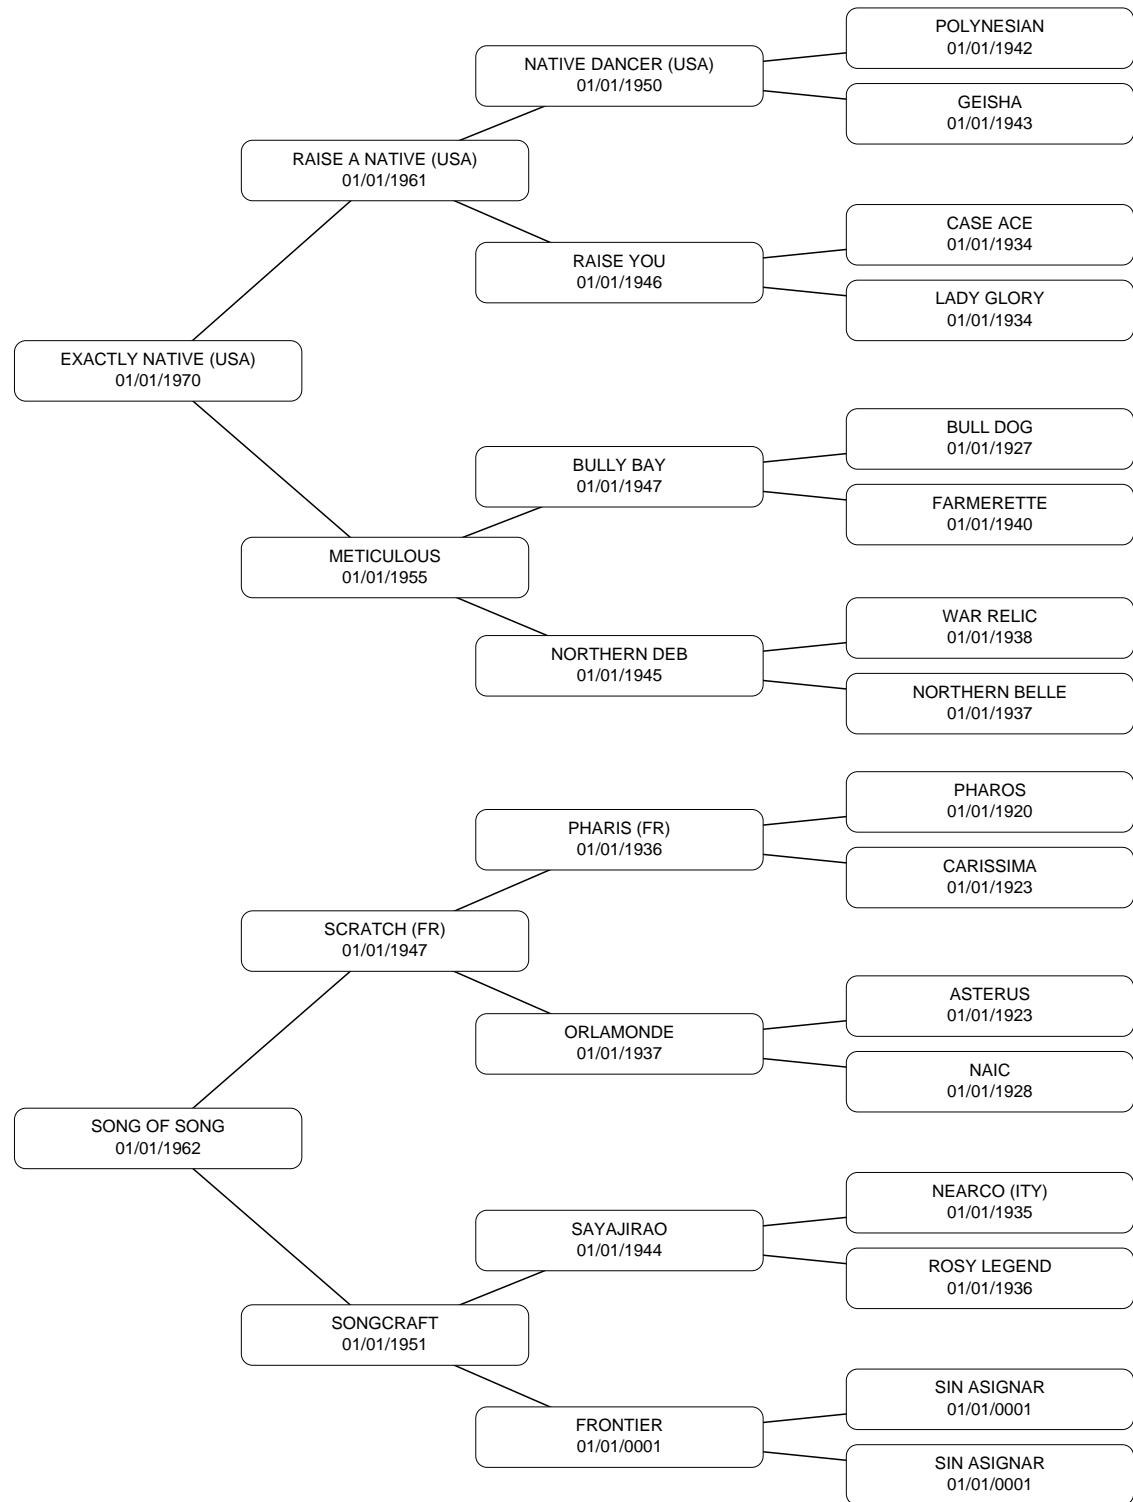 POLYNESIAN
01/01/1942
NATIVE DANCER (USA)
01/01/1950
GEISHA
01/01/1943
RAISE A NATIVE (USA)
01/01/1961
CASE ACE
01/01/1934
RAISE YOU
01/01/1946
LADY GLORY
01/01/1934
EXACTLY NATIVE (USA)
01/01/1970
BULL DOG
01/01/1927
BULLY BAY
01/01/1947
FARMERETTE
01/01/1940
METICULOUS
01/01/1955
WAR RELIC
01/01/1938
NORTHERN DEB
01/01/1945
NORTHERN BELLE
01/01/1937
PHAROS
01/01/1920
PHARIS (FR)
01/01/1936
CARISSIMA
01/01/1923
SCRATCH (FR)
01/01/1947
ASTERUS
01/01/1923
ORLAMONDE
01/01/1937
NAIC
01/01/1928
SONG OF SONG
01/01/1962
NEARCO (ITY)
01/01/1935
SAYAJIRAO
01/01/1944
ROSY LEGEND
01/01/1936
SONGCRAFT
01/01/1951
SIN ASIGNAR
01/01/0001
FRONTIER
01/01/0001
SIN ASIGNAR
01/01/0001